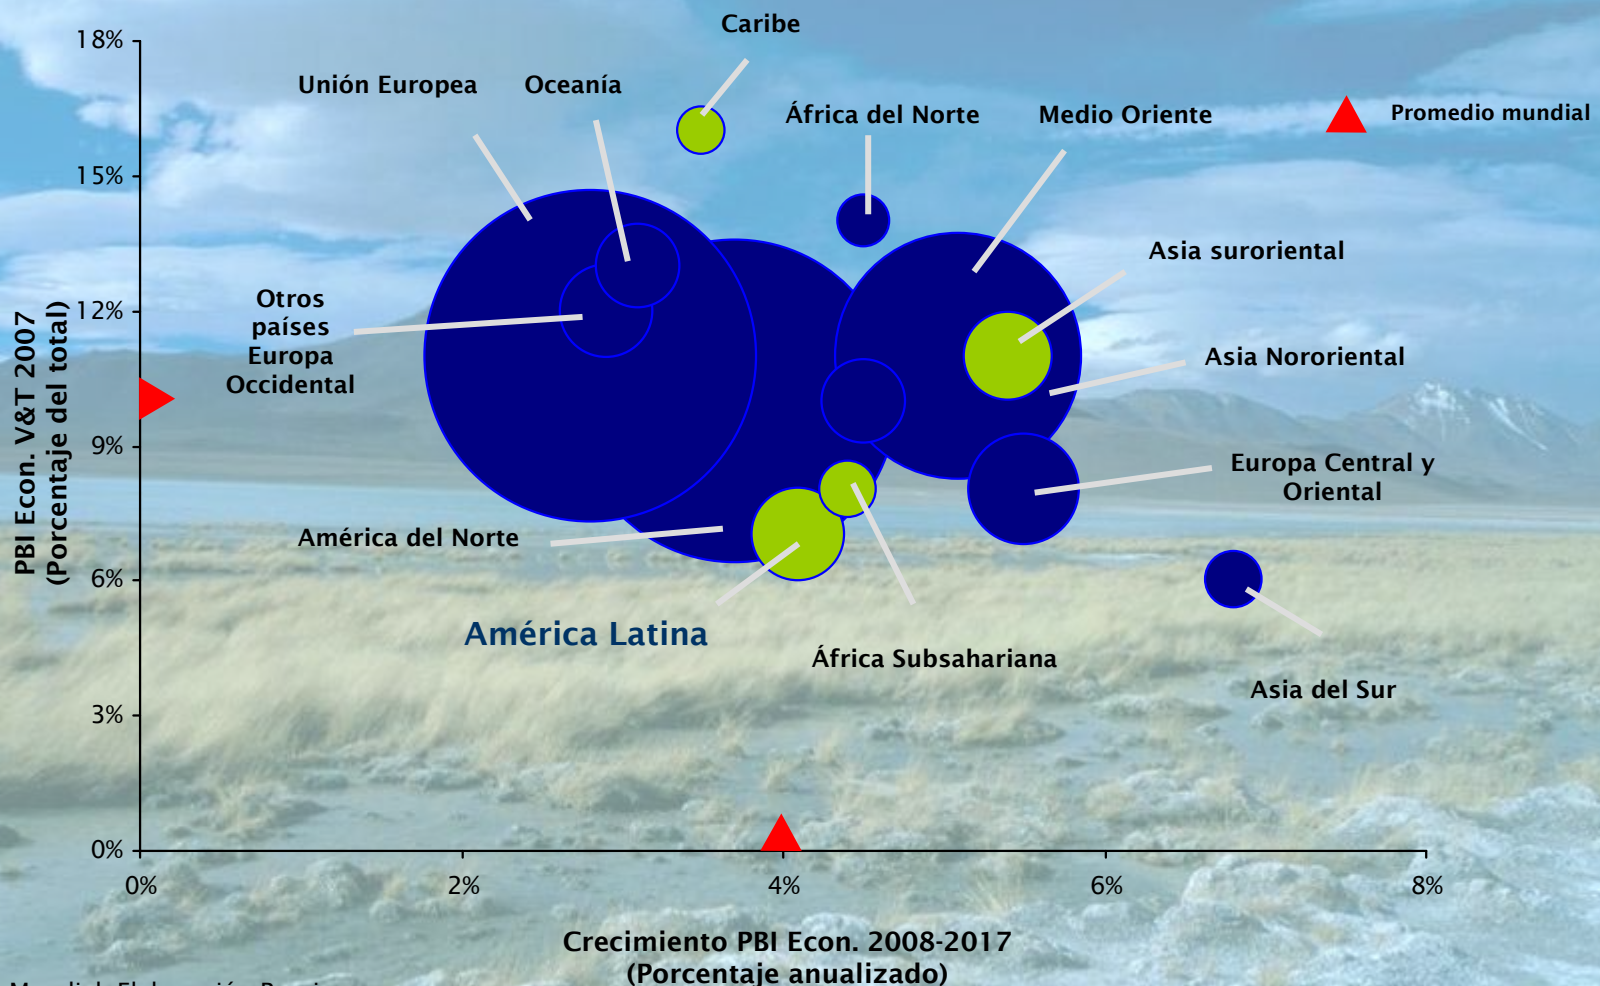 Caribe
18%
Unión Europea
Oceanía
África del Norte
Medio Oriente
Promedio mundial
15%
Asia suroriental
12%
Otros
países
Europa
Occidental
Asia Nororiental
PBI Econ. V&T 2007
(Porcentaje del total)
9%
Europa Central y
Oriental
América del Norte
6%
América Latina
África Subsahariana
Asia del Sur
3%
0%
0%
2%
4%
6%
8%
Crecimiento PBI Econ. 2008-2017
(Porcentaje anualizado)